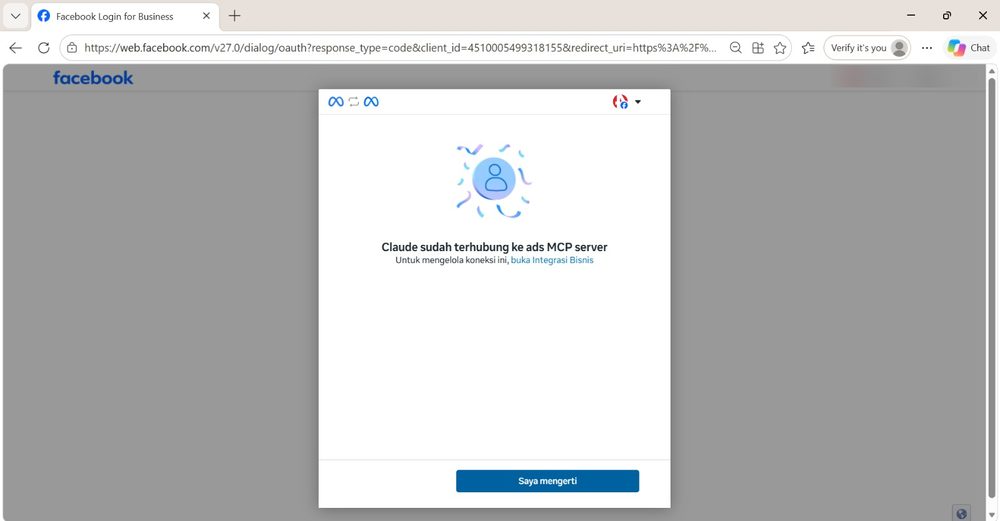 Facebook Login for Business
https://web.facebook.com/v27.0/dialog/oauth?response_type=code&client_id=4510005499318155&redirect_uri=https%3A%2F%...
Verify it's you
Chat
facebook
Claude sudah terhubung ke ads MCP server
Untuk mengelola koneksi ini, buka Integrasi Bisnis
Saya mengerti